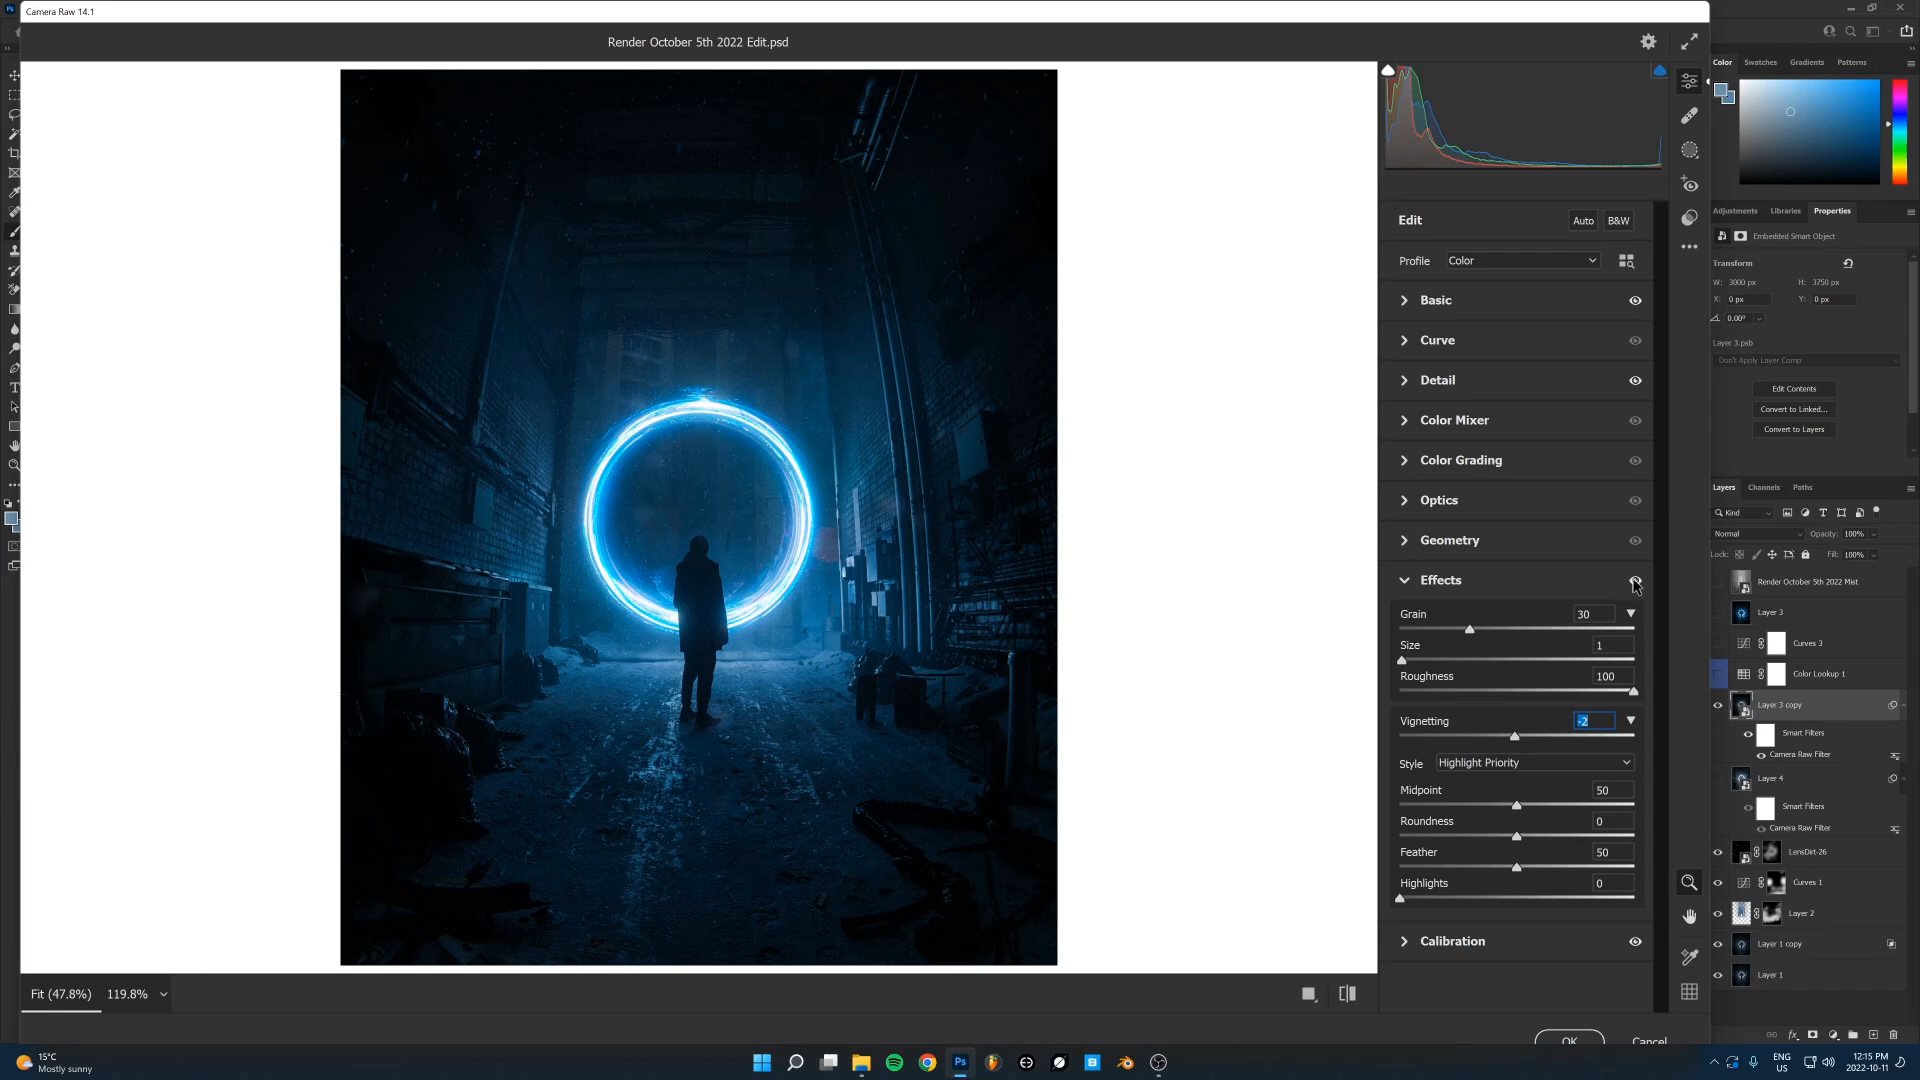 Camera Raw 14.1
Render October 5th 2022 Edit.psd
Edit
Auto
B&W
Profile
Color
Basic
Curve
Detail
Color Mixer
Color Grading
Optics
Geometry
Effects
Grain
30
Size
1
Roughness
100
Vignetting
-2
Style
Highlight Priority
Midpoint
50
Roundness
0
Feather
50
Highlights
0
Calibration
Fit (47.8%)
119.8%
OK
Cancel
Color
Swatches
Gradients
Patterns
Adjustments
Libraries
Properties
Embedded Smart Object
Transform
W: 3000 px
H: 3750 px
X: 0 px
Y: 0 px
0.00°
Layer 3.psb
Don't Apply Layer Comp
Edit Contents
Convert to Linked...
Convert to Layers
Layers
Channels
Paths
Kind
Normal
Opacity: 100%
Lock:
Fill: 100%
Render October 5th 2022 Mist
Layer 3
Curves 3
Color Lookup 1
Layer 3 copy
Smart Filters
Camera Raw Filter
Layer 4
Smart Filters
Camera Raw Filter
LensDirt-26
Curves 1
Layer 2
Layer 1 copy
Layer 1
fx
15°C
Mostly sunny
Ps
ENG
US
12:15 PM
2022-10-11